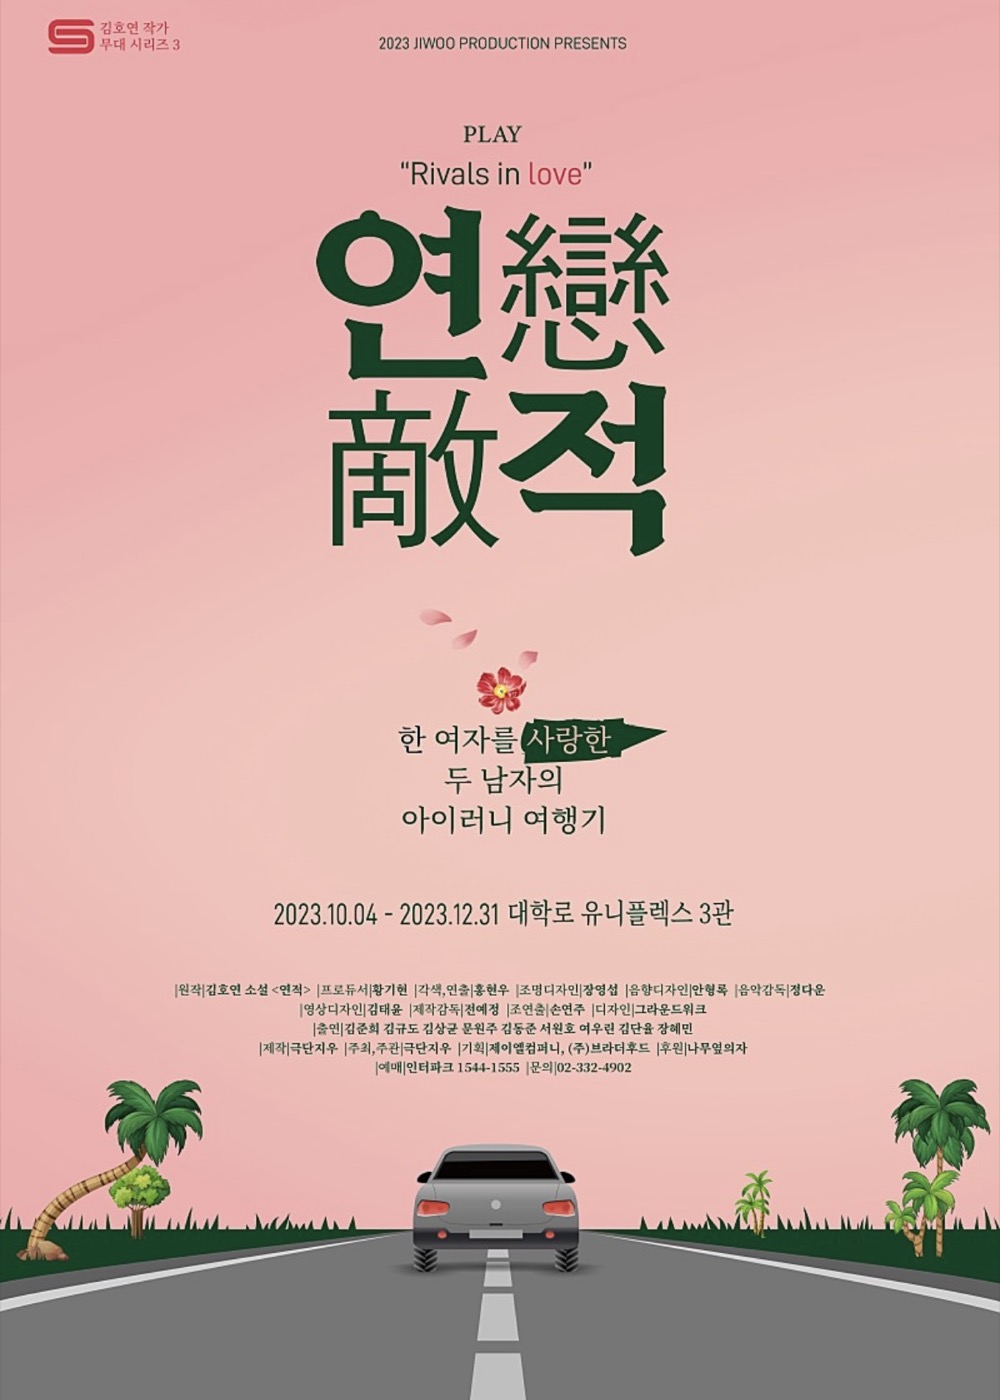 김호연 작가
무대 시리즈 3
2023 JIWOO PRODUCTION PRESENTS
PLAY
“Rivals in love”
연戀
敵적
한 여자를 사랑한
두 남자의
아이러니 여행기
2023.10.04 - 2023.12.31 대학로 유니플렉스 3관
|원작|김호연 소설 <연적> |프로듀서|황기현 |각색,연출|홍현우 |조명디자인|장영섭 |음향디자인|안형록 |음악감독|정다운
|영상디자인|김태윤 |제작감독|전예정 |조연출|손연주 |디자인|그라운드워크
|출연|김준희 김규도 김상균 문원주 김동준 서원호 여우린 김단율 장혜민
|제작|극단지우 |주최,주관|극단지우 |기획|제이엘컴퍼니, (주)브라더후드 |후원|나무옆의자
|예매|인터파크 1544-1555 |문의|02-332-4902